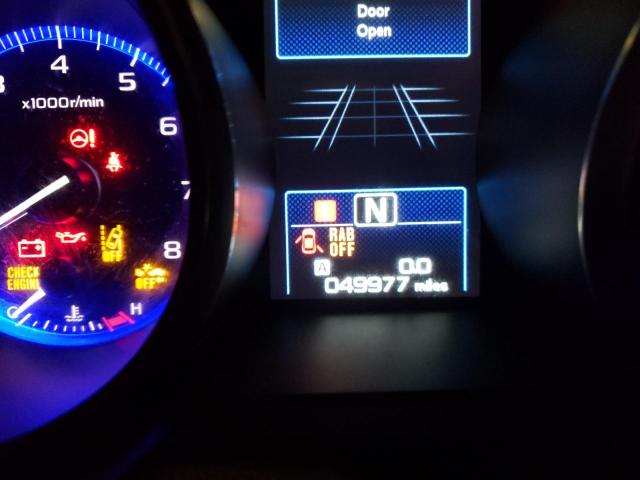 Door
Open
3
4
5
x1000r/min
6
7
8
N
RAB
OFF
OFF
CHECK
ENGINE
OFF
A
0.0
049977 miles
C
H